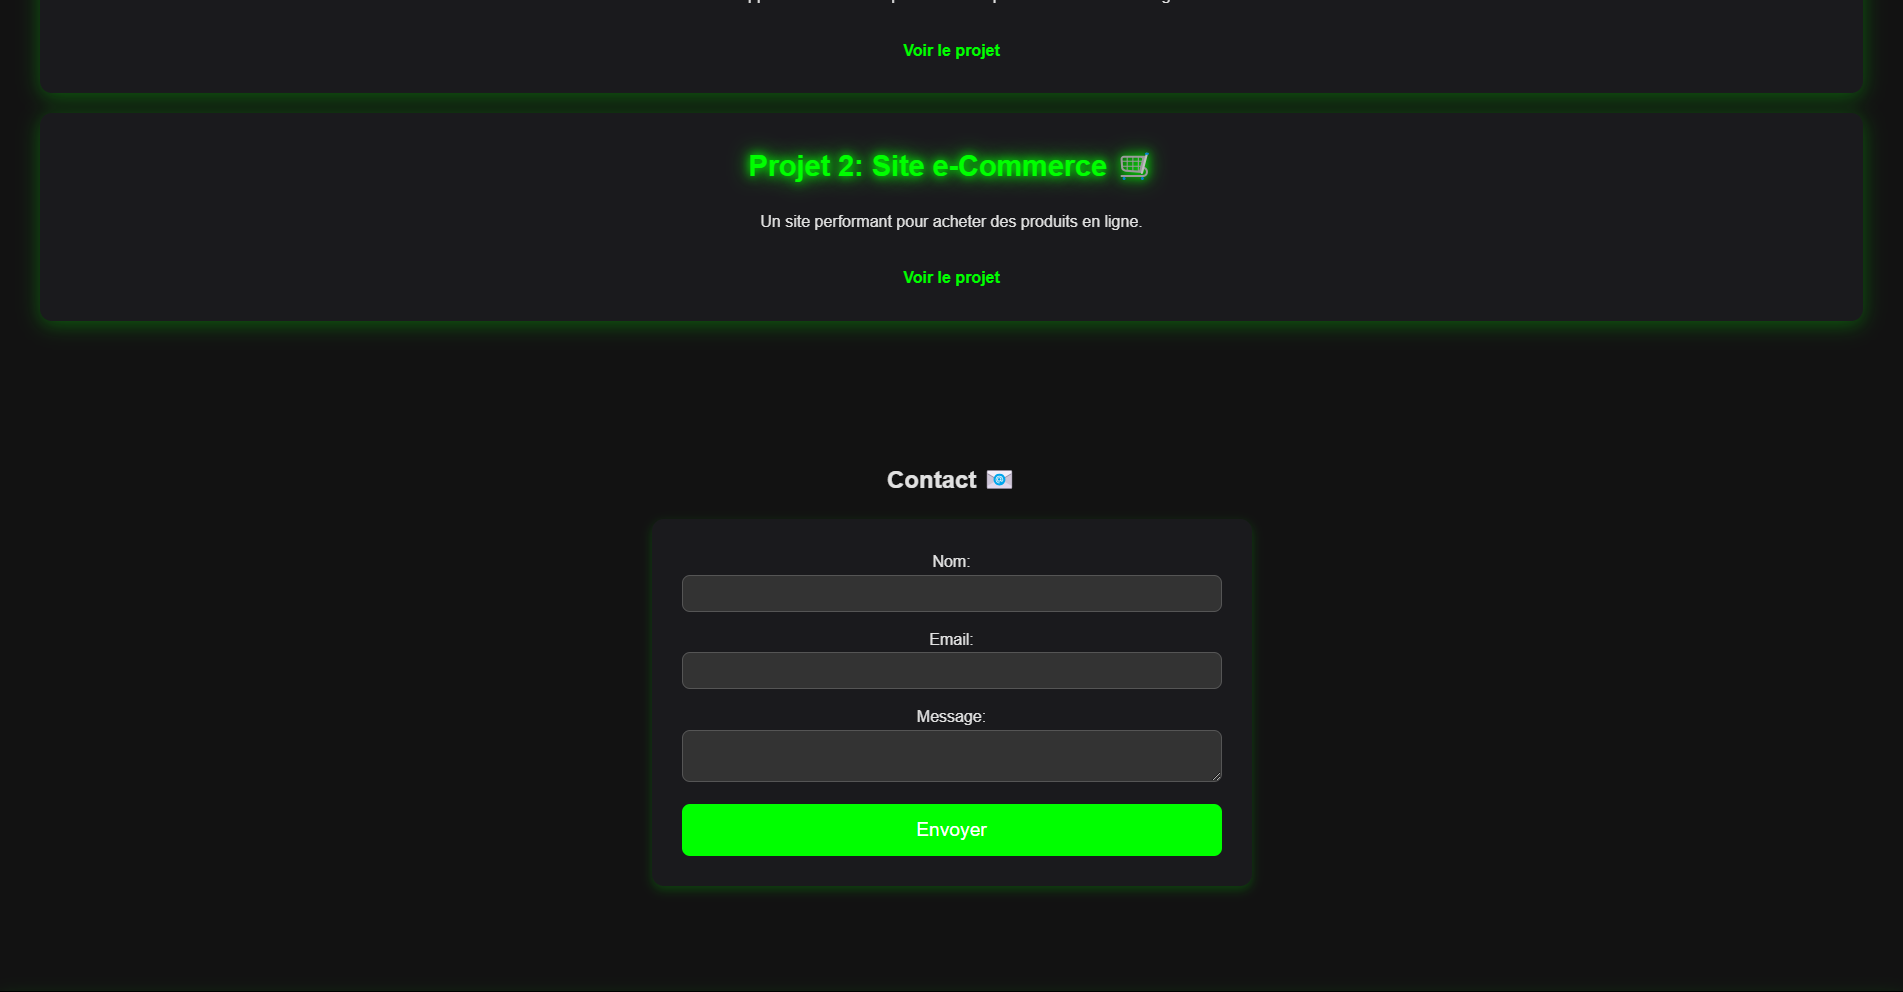 Voir le projet
Projet 2: Site e-Commerce 🛒
Un site performant pour acheter des produits en ligne.
Voir le projet
Contact 📧
Nom:
Email:
Message:
Envoyer